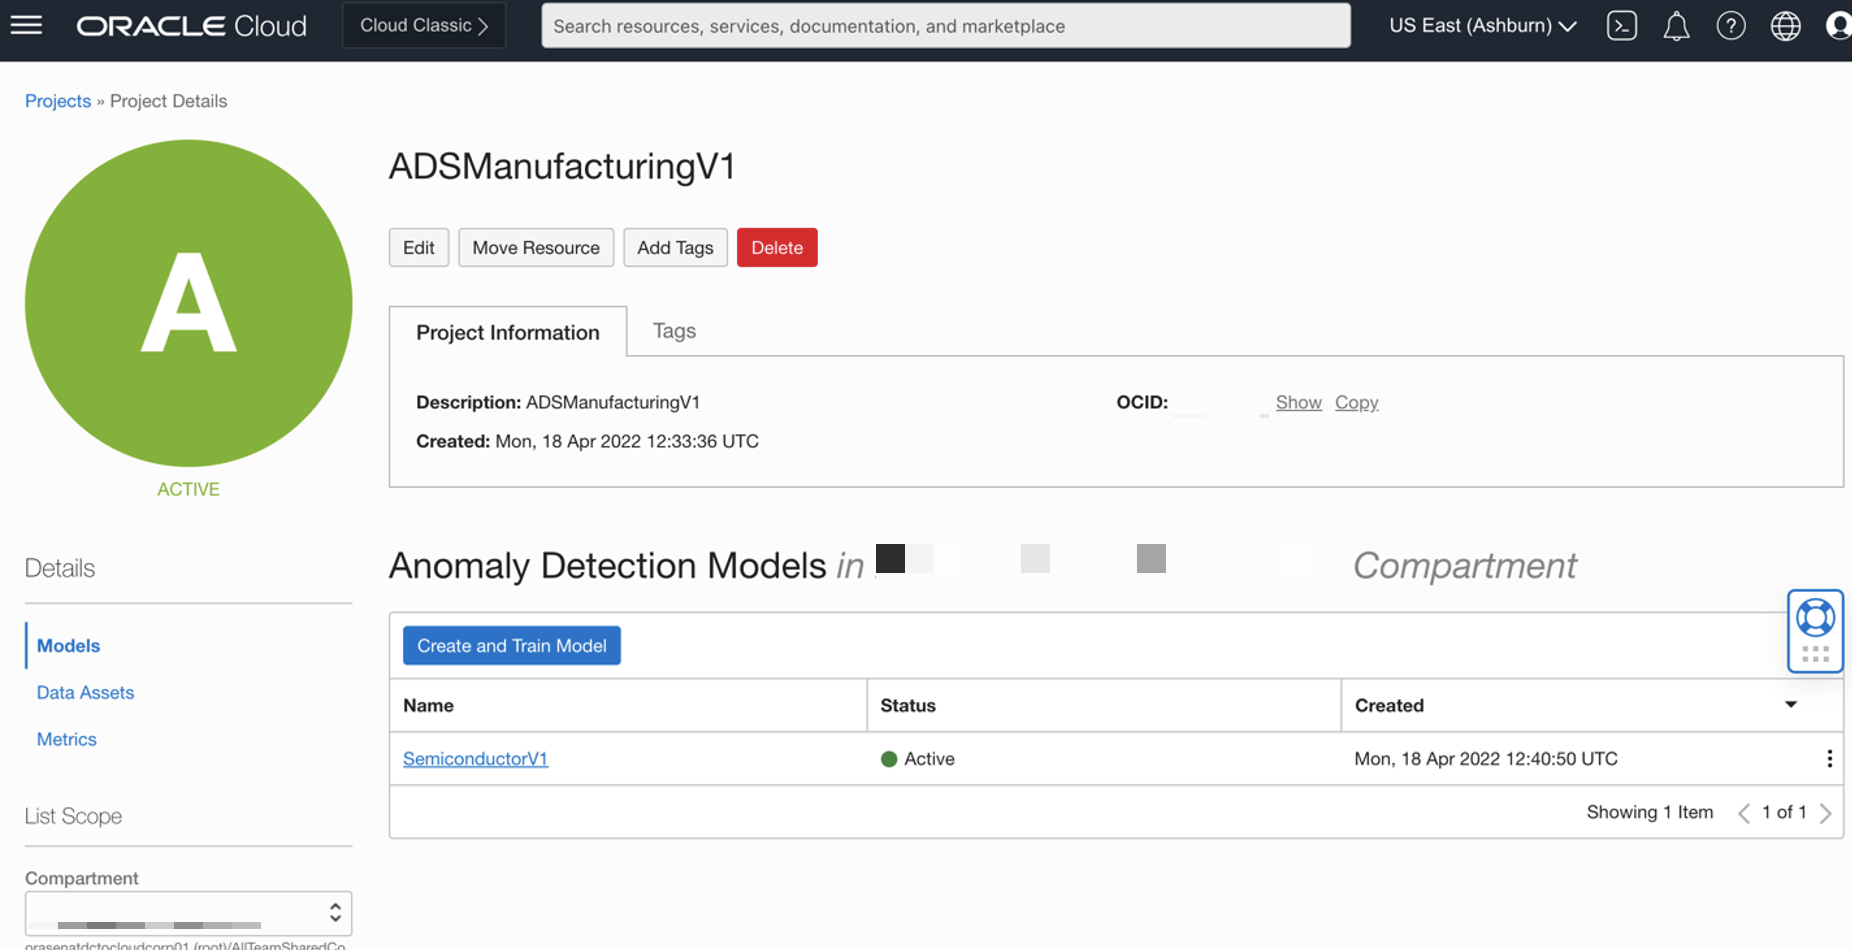 ORACLE Cloud
Cloud Classic
Search resources, services, documentation, and marketplace
US East (Ashburn)
Projects » Project Details
A
ACTIVE
ADSManufacturingV1
Edit
Move Resource
Add Tags
Delete
Project Information
Tags
Description: ADSManufacturingV1
Created: Mon, 18 Apr 2022 12:33:36 UTC
OCID:
Show Copy
Details
Models
Data Assets
Metrics
List Scope
Compartment
orasenatdctocloudcorp01 (root)/AllTeamSharedCo
Anomaly Detection Models in
Compartment
Create and Train Model
Name Status Created
SemiconductorV1 Active Mon, 18 Apr 2022 12:40:50 UTC
Showing 1 Item
1 of 1